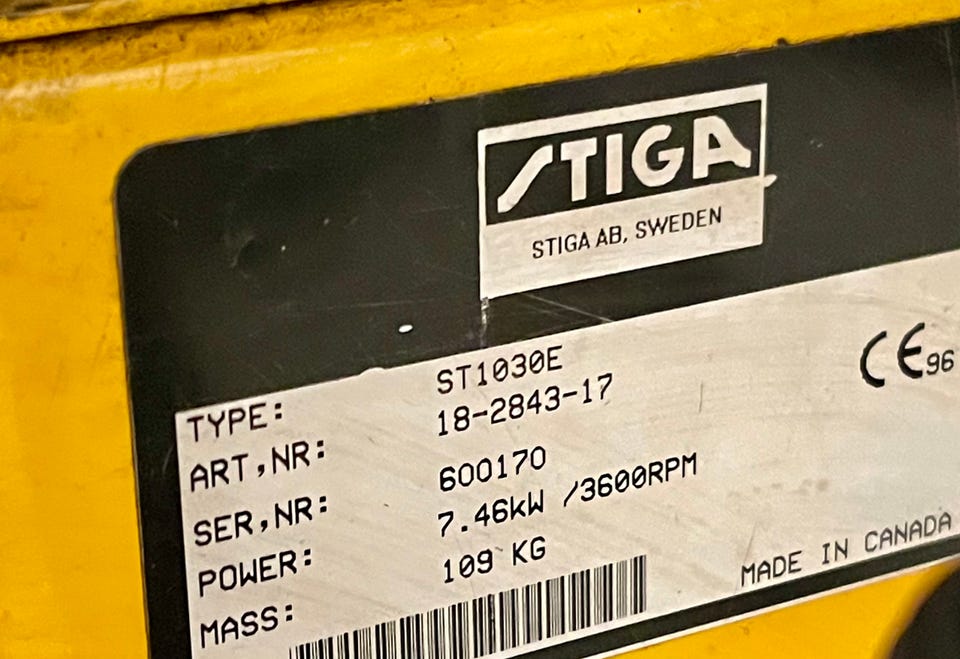 STIGA
STIGA AB, SWEDEN
TYPE: ST1030E
ART,NR: 18-2843-17
SER,NR: 600170
POWER: 7.46kW /3600RPM
MASS: 109 KG
CE96
MADE IN CANADA